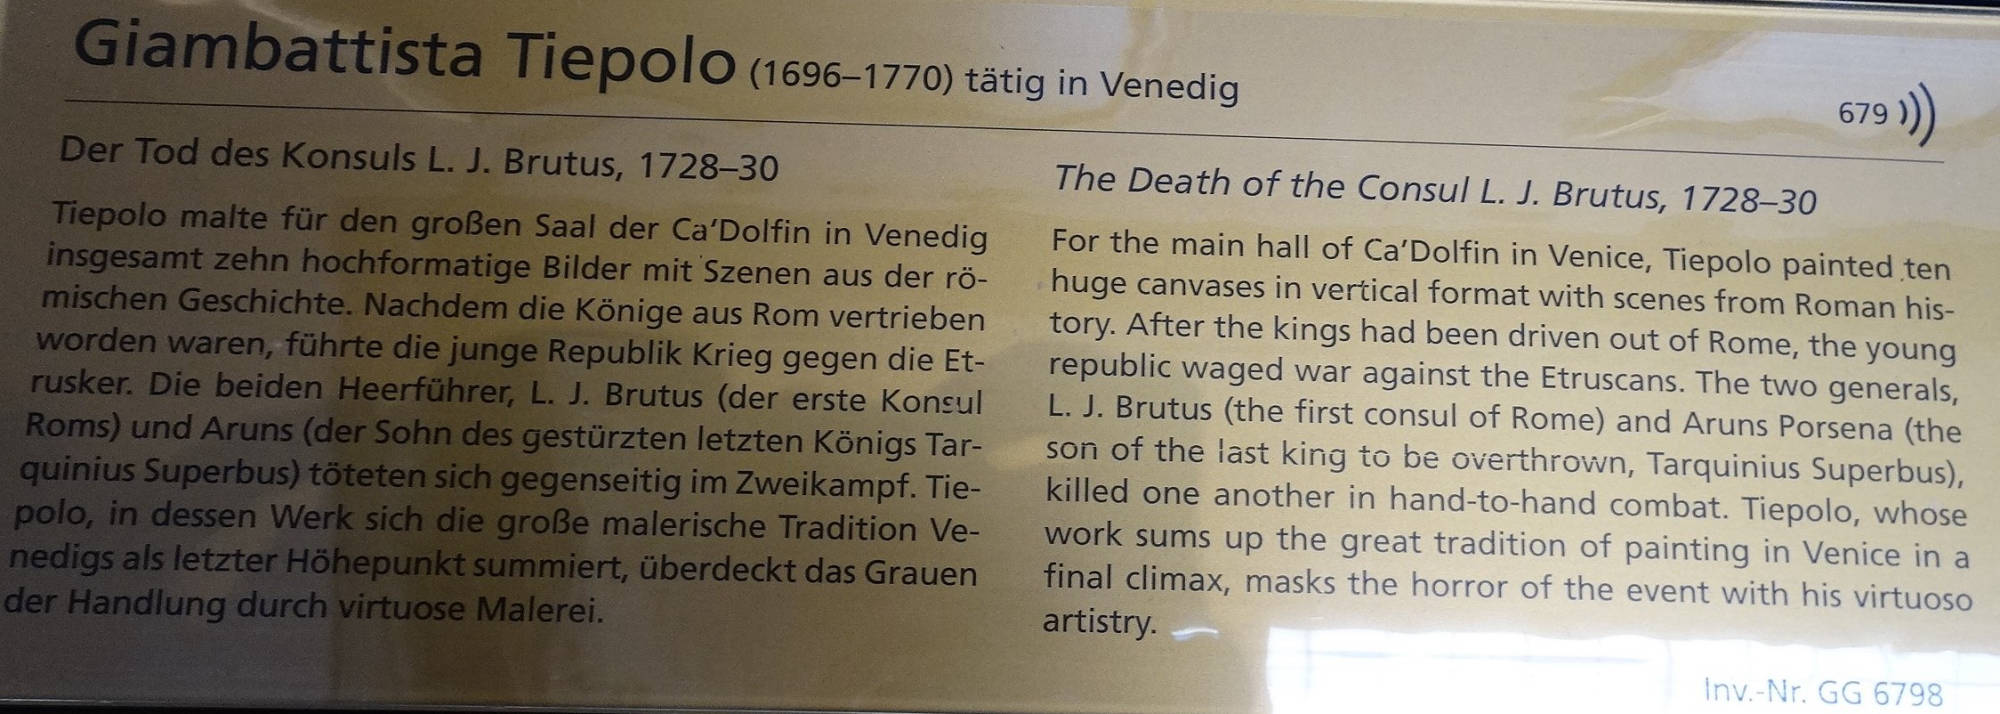 Giambattista Tiepolo (1696–1770) tätig in Venedig
679
Der Tod des Konsuls L. J. Brutus, 1728–30
Tiepolo malte für den großen Saal der Ca'Dolfin in Venedig
insgesamt zehn hochformatige Bilder mit Szenen aus der rö-
mischen Geschichte. Nachdem die Könige aus Rom vertrieben
worden waren, führte die junge Republik Krieg gegen die Et-
rusker. Die beiden Heerführer, L. J. Brutus (der erste Konsul
Roms) und Aruns (der Sohn des gestürzten letzten Königs Tar-
quinius Superbus) töteten sich gegenseitig im Zweikampf. Tie-
polo, in dessen Werk sich die große malerische Tradition Ve-
nedigs als letzter Höhepunkt summiert, überdeckt das Grauen
der Handlung durch virtuose Malerei.
The Death of the Consul L. J. Brutus, 1728–30
For the main hall of Ca'Dolfin in Venice, Tiepolo painted ten
huge canvases in vertical format with scenes from Roman his-
tory. After the kings had been driven out of Rome, the young
republic waged war against the Etruscans. The two generals,
L. J. Brutus (the first consul of Rome) and Aruns Porsena (the
son of the last king to be overthrown, Tarquinius Superbus),
killed one another in hand-to-hand combat. Tiepolo, whose
work sums up the great tradition of painting in Venice in a
final climax, masks the horror of the event with his virtuoso
artistry.
Inv.-Nr. GG 6798